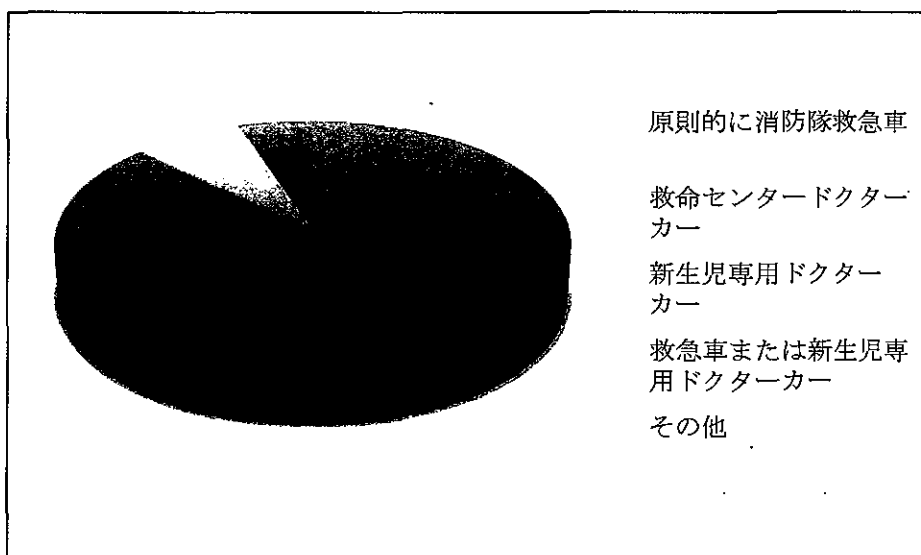 原則的に消防隊救急車
救命センタードクター
カー
新生児専用ドクター
カー
救急車または新生児専
用ドクターカー
その他